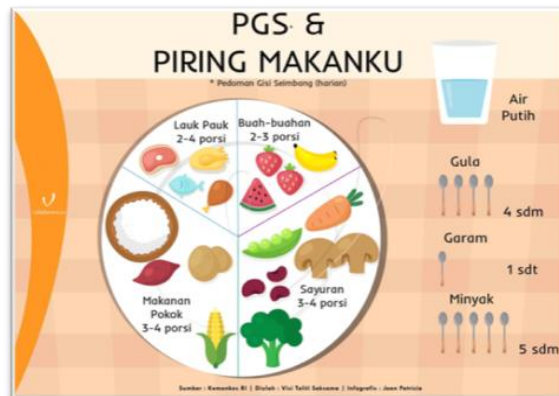 PGS &
PIRING MAKANKU
* Pedoman Gisi Seimbang (harian)
Lauk Pauk
2-4 porsi
Buah-buahan
2-3 porsi
Makanan
Pokok
3-4 porsi
Sayuran
3-4 porsi
Air
Putih
Gula
4 sdm
Garam
1 sdt
Minyak
5 sdm
Sumber : Kemenkes RI | Diolah : Visi Teliti Saksama | Infografis : Joan Patricia